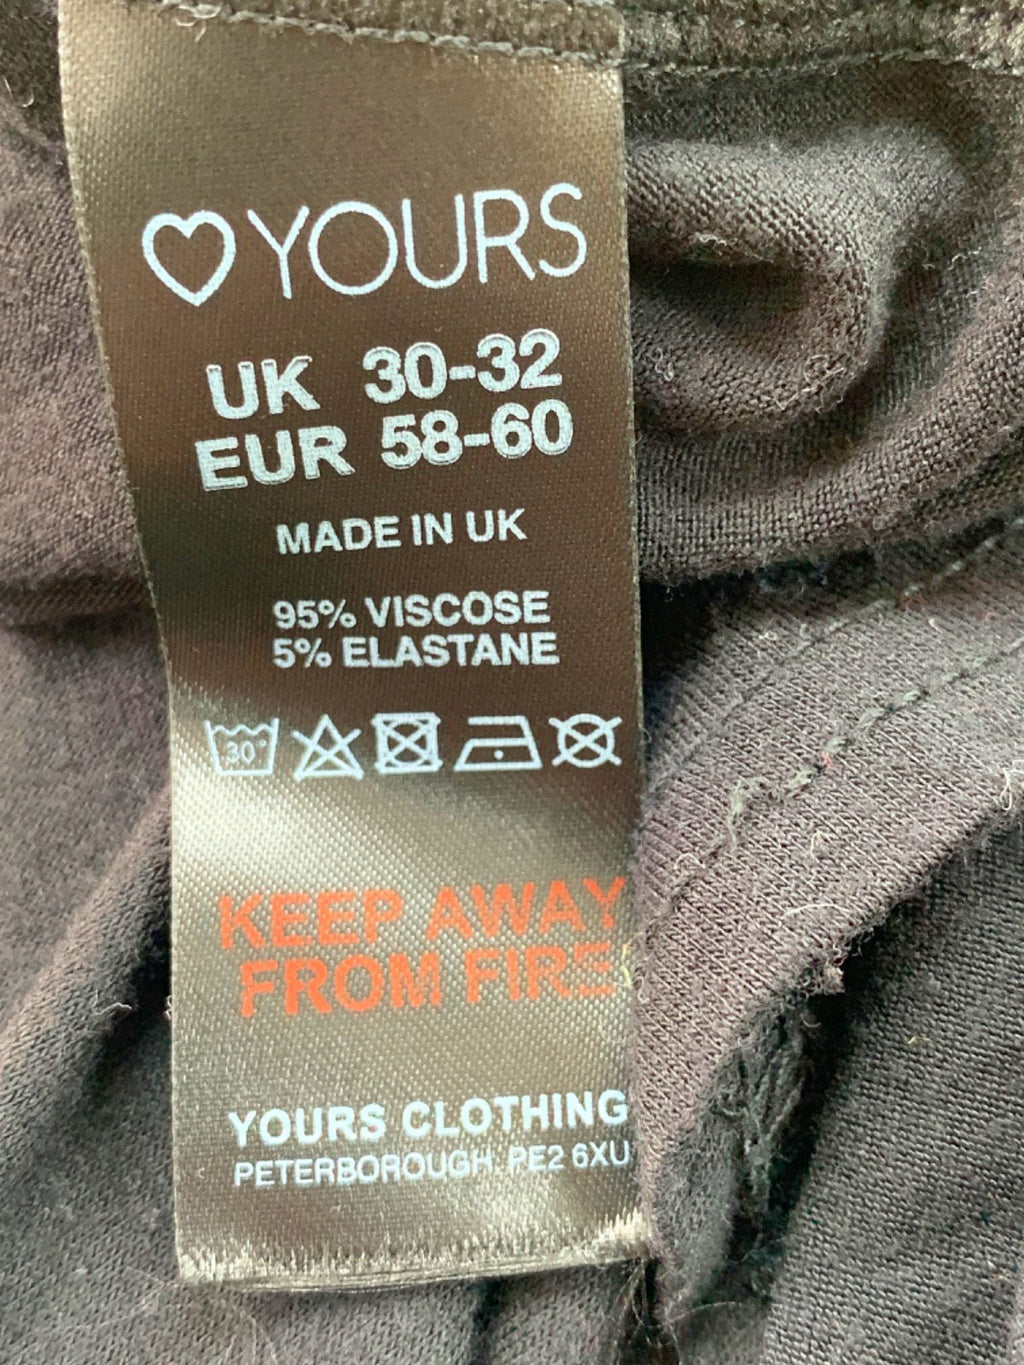 YOURS
UK 30-32
EUR 58-60
MADE IN UK
95% VISCOSE
5% ELASTANE
30°
KEEP AWAY
FROM FIRE
YOURS CLOTHING
PETERBOROUGH. PE2 6XU